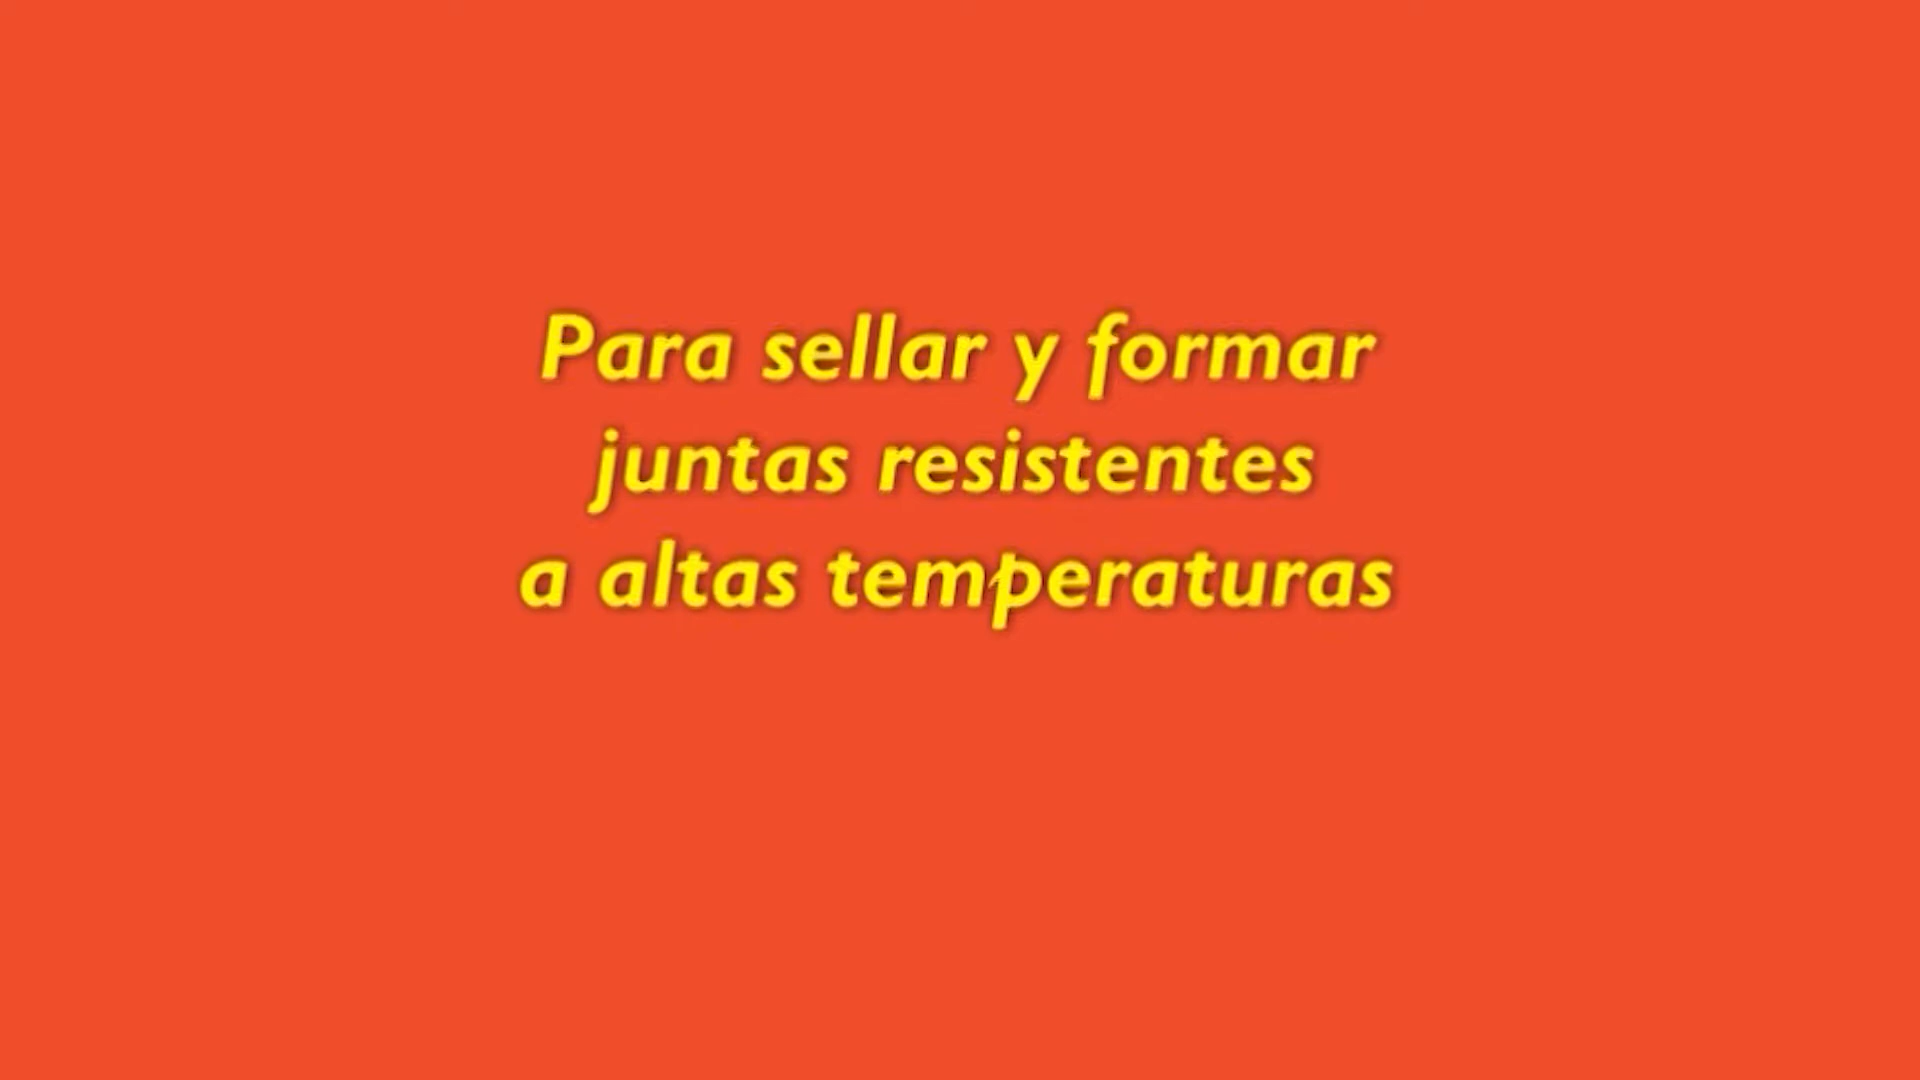 Para sellar y formar
juntas resistentes
a altas temperaturas